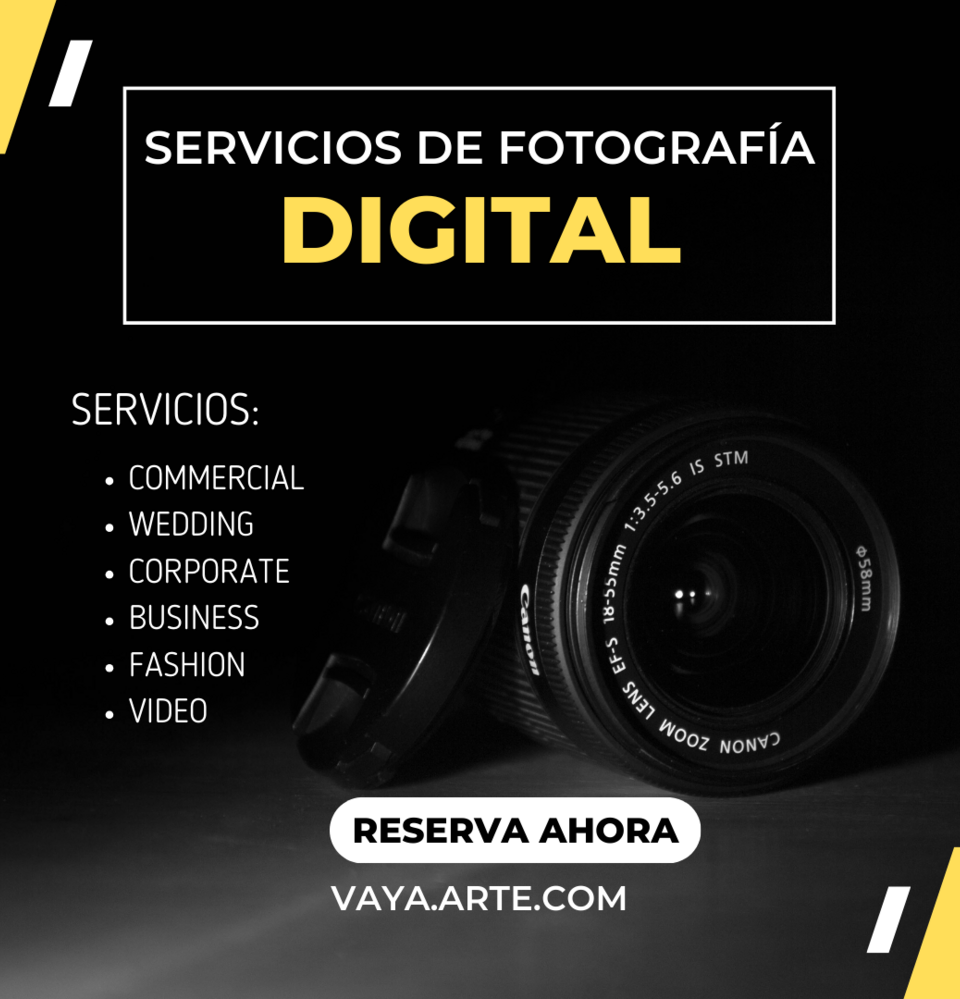 SERVICIOS DE FOTOGRAFÍA
DIGITAL
SERVICIOS:
• COMMERCIAL
• WEDDING
• CORPORATE
• BUSINESS
• FASHION
• VIDEO
CANON ZOOM LENS EF-S 18-55mm 1:3.5-5.6 IS STM
Φ58mm
Canon
RESERVA AHORA
VAYA.ARTE.COM